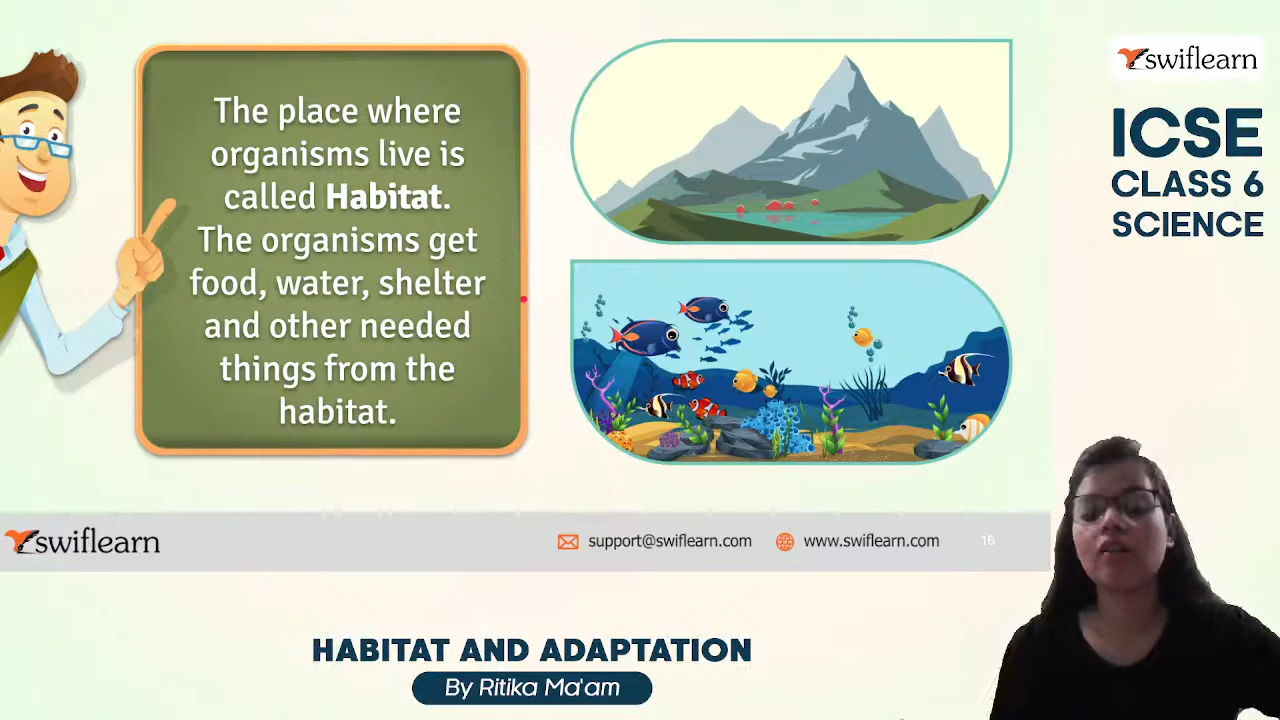 The place where
organisms live is
called Habitat.
The organisms get
food, water, shelter
and other needed
things from the
habitat.
swiflearn
ICSE
CLASS 6
SCIENCE
swiflearn
support@swiflearn.com
www.swiflearn.com
16
HABITAT AND ADAPTATION
By Ritika Ma'am